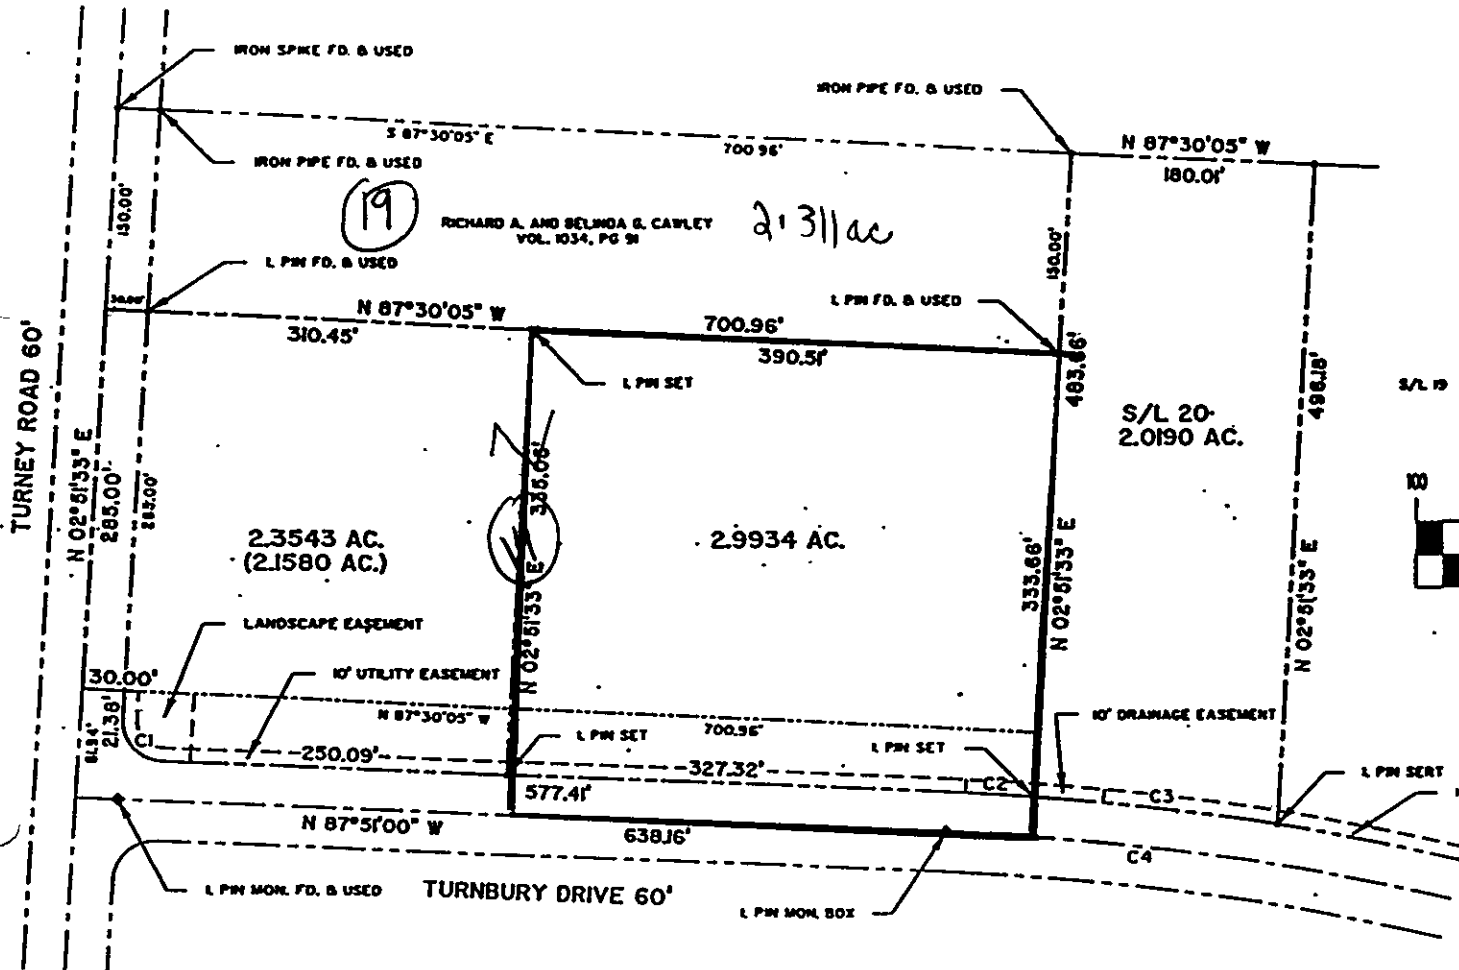 IRON SPIKE FD. & USED
IRON PIPE FD. & USED
S 87°30'05" E
700.96'
N 87°30'05" W
180.01'
IRON PIPE FD. & USED
150.00'
19
RICHARD A. AND BELINDA G. CAWLEY
VOL. 1034, PG 91
2.311 ac
150.00'
I. PIN FD. & USED
I. PIN FD. & USED
30.00'
N 87°30'05" W
310.45'
700.96'
390.51'
483.66'
498.18'
TURNEY ROAD 60'
I. PIN SET
S/L 19
S/L 20
2.0190 AC.
N 02°51'33" E
285.00'
285.00'
335.06'
100
2.3543 AC.
(2.1580 AC.)
2.9934 AC.
N 02°51'33" E
333.66'
N 02°51'33" E
N 02°51'33" E
LANDSCAPE EASEMENT
30.00'
10' UTILITY EASEMENT
N 87°30'05" W
700.96'
10' DRAINAGE EASEMENT
21.38'
C1
I. PIN SET
I. PIN SET
250.09'
327.32'
C2
C3
I. PIN SERT
577.41'
N 87°51'00" W
638.16'
C4
I. PIN MON. FD. & USED
TURNBURY DRIVE 60'
I. PIN MON. BOX